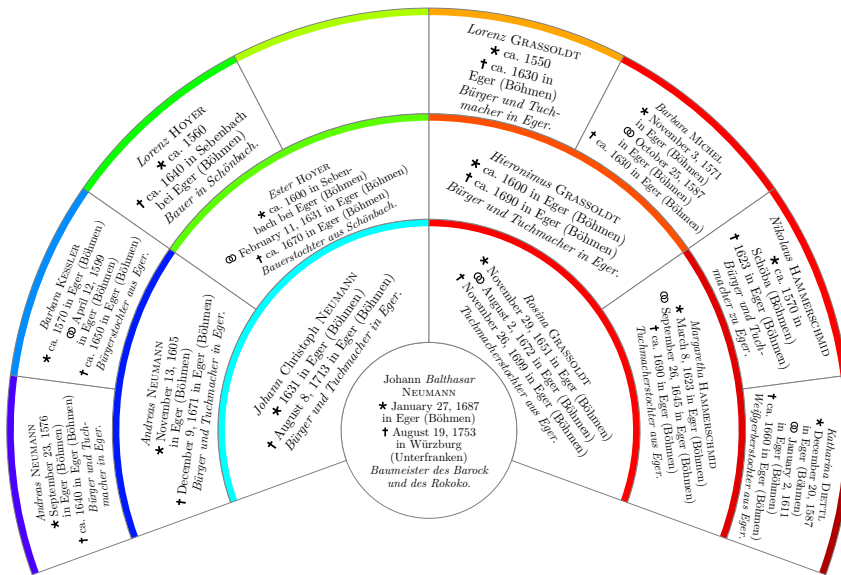 Johann Balthasar
NEUMANN
* January 27, 1687
in Eger (Böhmen)
† August 19, 1753
in Würzburg
(Unterfranken)
Baumeister des Barock
und des Rokoko.
Johann Christoph NEUMANN
* 1631 in Eger (Böhmen)
† August 8, 1713 in Eger (Böhmen)
Bürger und Tuchmacher in Eger.
Rosina GRASSOLDT
* November 29, 1651 in Eger (Böhmen)
⚭ August 2, 1672 in Eger (Böhmen)
† November 26, 1699 in Eger (Böhmen)
Tuchmacherstochter aus Eger.
Andreas NEUMANN
* November 13, 1605
in Eger (Böhmen)
† December 9, 1671 in Eger (Böhmen)
Bürger und Tuchmacher in Eger.
Ester HOYER
* ca. 1600 in Seben-
bach bei Eger (Böhmen)
⚭ February 11, 1631 in Eger (Böhmen)
† ca. 1670 in Eger (Böhmen)
Bauerstochter aus Schönbach.
Hieronimus GRASSOLDT
* ca. 1600 in Eger (Böhmen)
† ca. 1690 in Eger (Böhmen)
Bürger und Tuchmacher in Eger.
Margaretha HAMMERSCHMID
* March 8, 1623 in Eger (Böhmen)
⚭ September 26, 1645 in Eger (Böhmen)
† ca. 1690 in Eger (Böhmen)
Tuchmacherstochter aus Eger.
Andreas NEUMANN
* September 23, 1576
in Eger (Böhmen)
† ca. 1640 in Eger (Böhmen)
Bürger und Tuch-
macher in Eger.
Barbara KESSLER
* ca. 1570 in Eger (Böhmen)
⚭ April 12, 1599
in Eger (Böhmen)
† ca. 1650 in Eger (Böhmen)
Bürgerstochter aus Eger.
Lorenz HOYER
* ca. 1560
† ca. 1640 in Sebenbach
bei Eger (Böhmen)
Bauer in Schönbach.
Lorenz GRASSOLDT
* ca. 1550
† ca. 1630 in
Eger (Böhmen)
Bürger und Tuch-
macher in Eger.
Barbara MICHEL
* November 3, 1571
in Eger (Böhmen)
⚭ October 25, 1587
in Eger (Böhmen)
† ca. 1630 in Eger (Böhmen)
Nikolaus HAMMERSCHMID
* ca. 1570 in
Schöba (Böhmen)
† 1623 in Eger (Böhmen)
Bürger und Tuch-
macher zu Eger.
Katharina DIETTL
* December 20, 1587
in Eger (Böhmen)
⚭ January 2, 1611
in Eger (Böhmen)
† ca. 1660 in Eger (Böhmen)
Weißgerberstochter aus Eger.